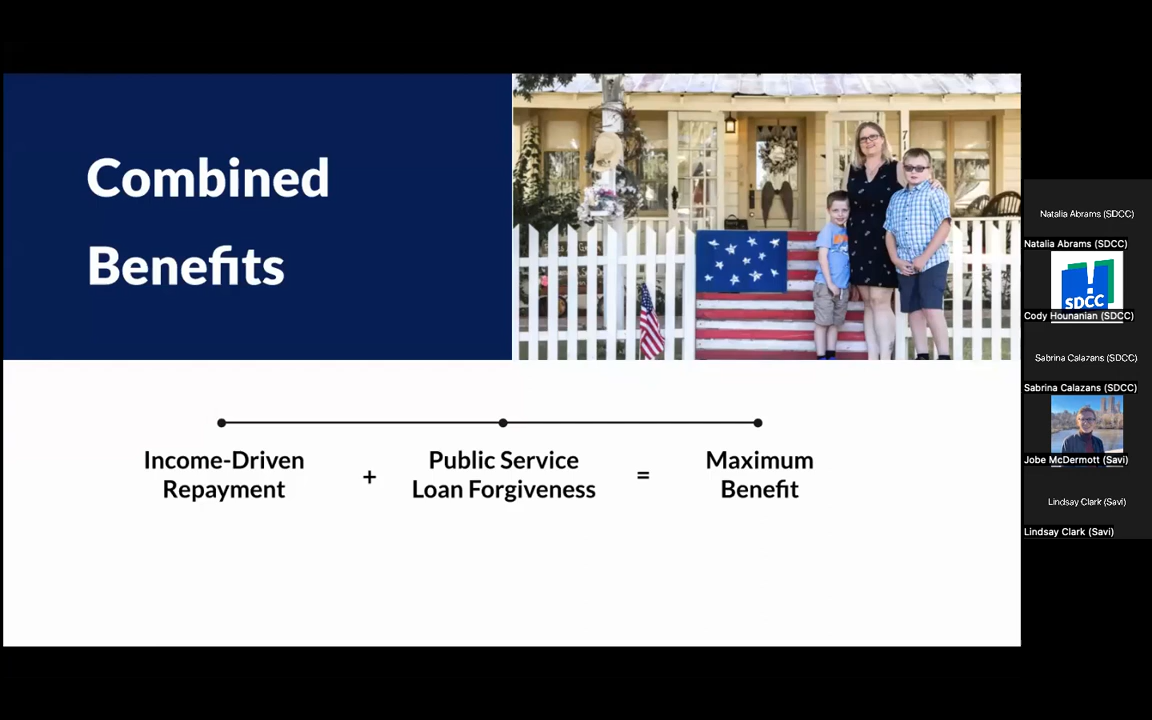 Combined
Benefits
Income-Driven
Repayment
+
Public Service
Loan Forgiveness
=
Maximum
Benefit
Natalia Abrams (SDCC)
Natalia Abrams (SDCC)
SDCC
Cody Hounanian (SDCC)
Sabrina Calazans (SDCC)
Sabrina Calazans (SDCC)
Jobe McDermott (Savi)
Lindsay Clark (Savi)
Lindsay Clark (Savi)